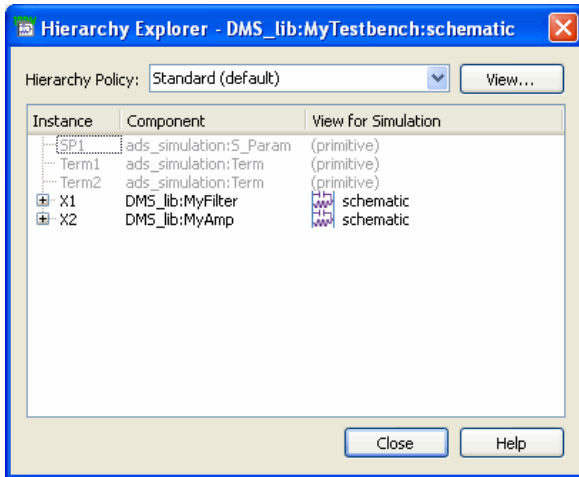 Hierarchy Explorer - DMS_lib:MyTestbench:schematic
Hierarchy Policy: Standard (default) View...
Instance Component View for Simulation
SP1 ads_simulation:S_Param (primitive)
Term1 ads_simulation:Term (primitive)
Term2 ads_simulation:Term (primitive)
X1 DMS_lib:MyFilter schematic
X2 DMS_lib:MyAmp schematic
Close Help